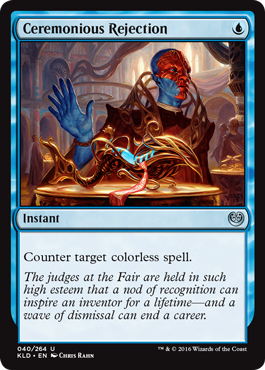 Ceremonious Rejection
Instant
Counter target colorless spell.
The judges at the Fair are held in such
high esteem that a nod of recognition can
inspire an inventor for a lifetime—and a
wave of dismissal can end a career.
040/264 U
KLD • EN Chris Rahn
™ & © 2016 Wizards of the Coast